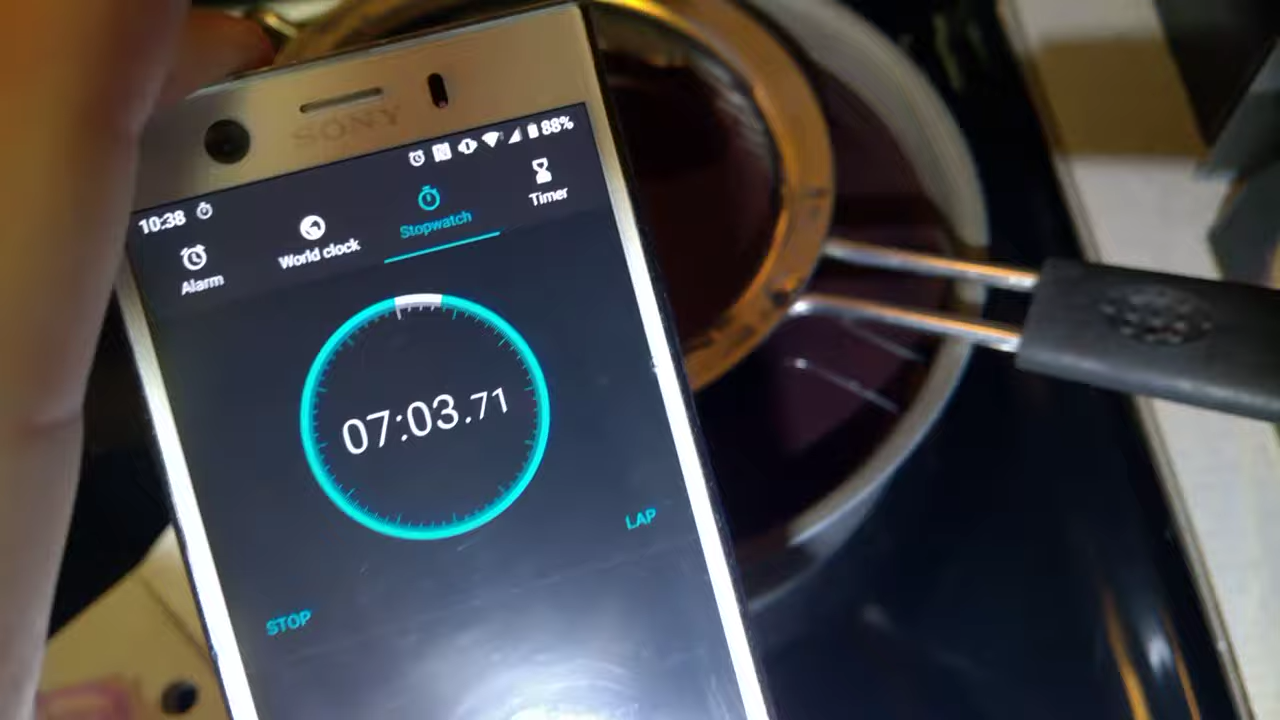 SONY
88%
10:38
Alarm
World clock
Stopwatch
Timer
07:03.71
LAP
STOP